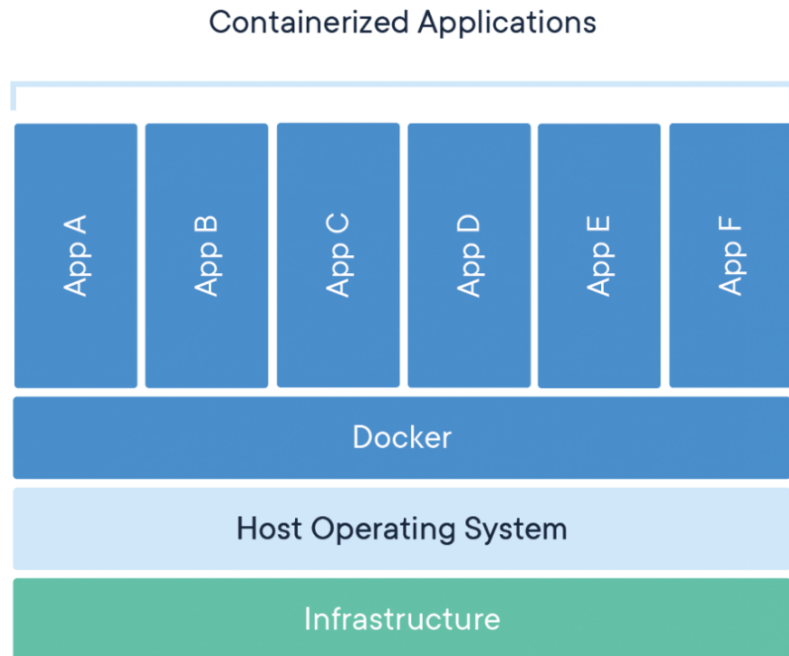 Containerized Applications
App A
App B
App C
App D
App E
App F
Docker
Host Operating System
Infrastructure